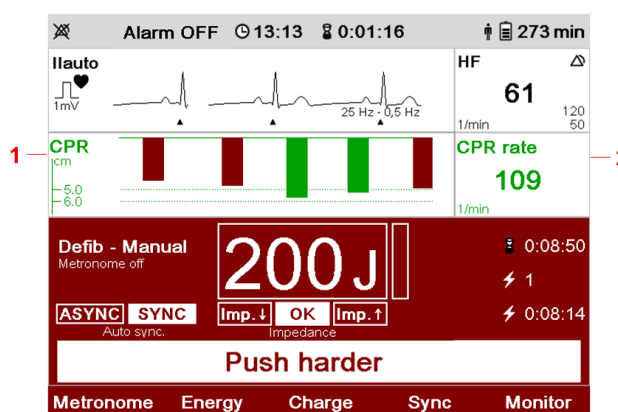 Alarm OFF 13:13 0:01:16 273 min
IIauto
1mV
25 Hz - 0,5 Hz
HF
61
120
50
1/min
1
CPR
cm
5.0
6.0
CPR rate
109
1/min
2
Defib - Manual
Metronome off
200 J
0:08:50
1
0:08:14
ASYNC SYNC
Auto sync.
Imp.↓ OK Imp.↑
Impedance
Push harder
Metronome Energy Charge Sync Monitor